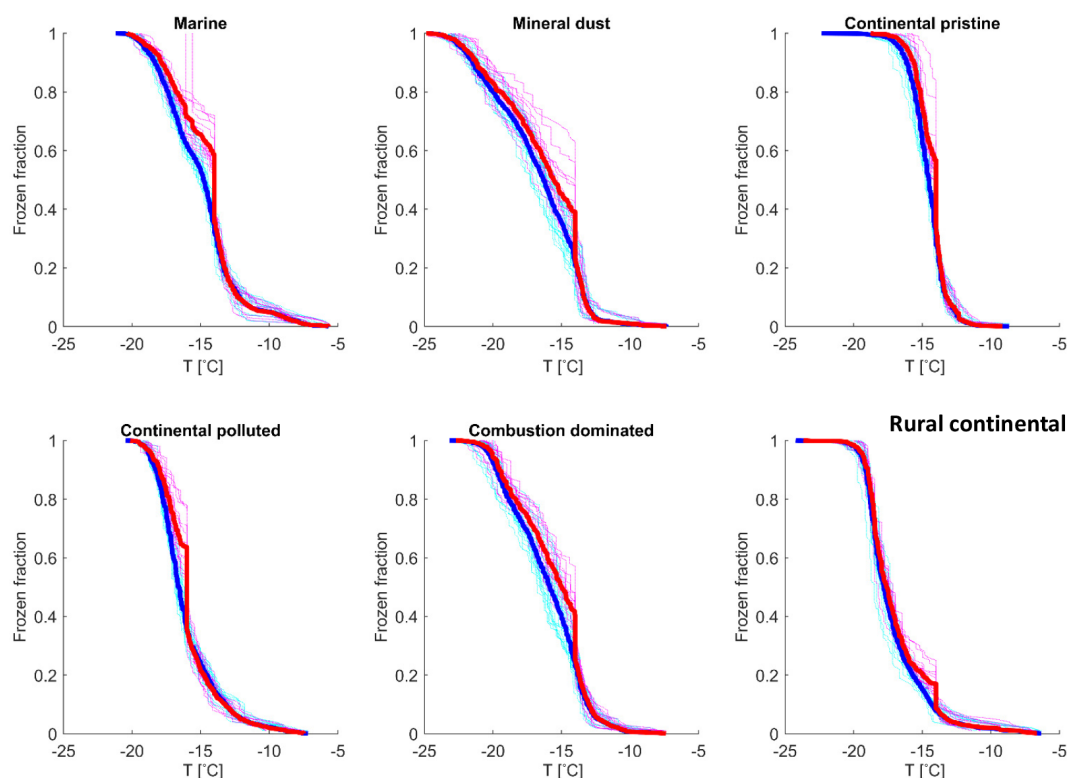 Marine
1
0.8
0.6
0.4
0.2
0
Frozen fraction
-25 -20 -15 -10 -5
T [°C]
Mineral dust
1
0.8
0.6
0.4
0.2
0
Frozen fraction
-25 -20 -15 -10 -5
T [°C]
Continental pristine
1
0.8
0.6
0.4
0.2
0
Frozen fraction
-25 -20 -15 -10 -5
T [°C]
Continental polluted
1
0.8
0.6
0.4
0.2
0
Frozen fraction
-25 -20 -15 -10 -5
T [°C]
Combustion dominated
1
0.8
0.6
0.4
0.2
0
Frozen fraction
-25 -20 -15 -10 -5
T [°C]
Rural continental
1
0.8
0.6
0.4
0.2
0
Frozen fraction
-25 -20 -15 -10 -5
T [°C]